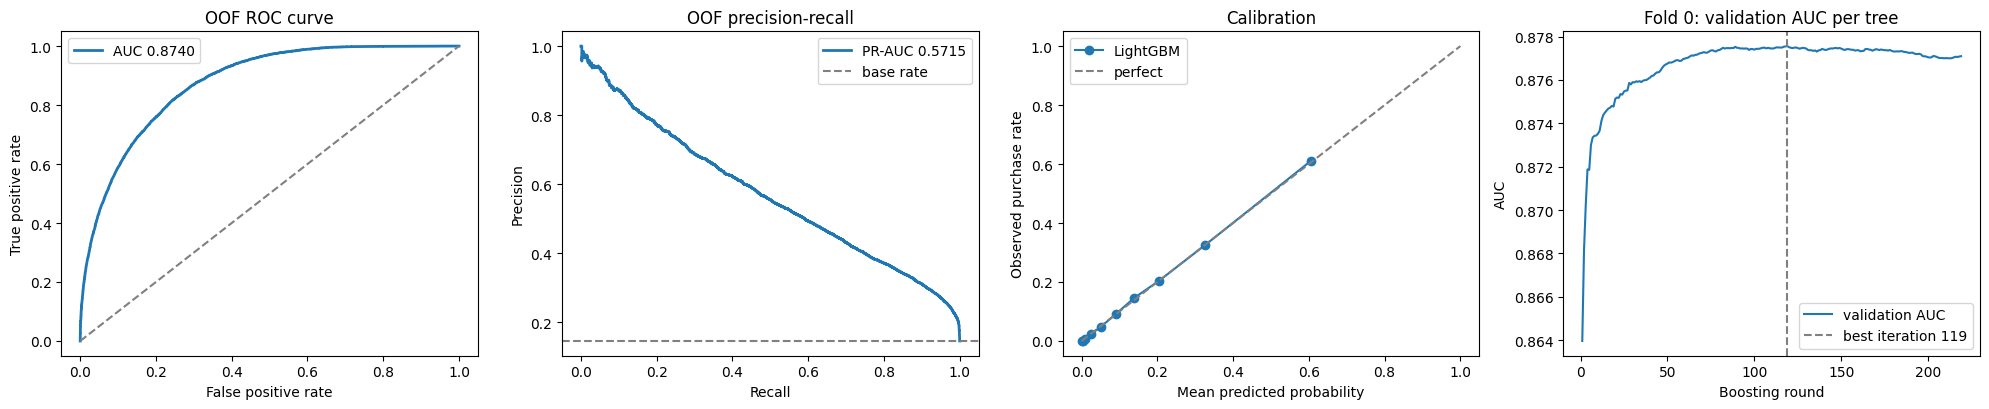 OOF ROC curve
AUC 0.8740
True positive rate
1.0
0.8
0.6
0.4
0.2
0.0
0.0 0.2 0.4 0.6 0.8 1.0
False positive rate
OOF precision-recall
PR-AUC 0.5715
base rate
Precision
1.0
0.8
0.6
0.4
0.2
0.0 0.2 0.4 0.6 0.8 1.0
Recall
Calibration
LightGBM
perfect
Observed purchase rate
1.0
0.8
0.6
0.4
0.2
0.0
0.0 0.2 0.4 0.6 0.8 1.0
Mean predicted probability
Fold 0: validation AUC per tree
AUC
0.878
0.876
0.874
0.872
0.870
0.868
0.866
0.864
validation AUC
best iteration 119
0 50 100 150 200
Boosting round